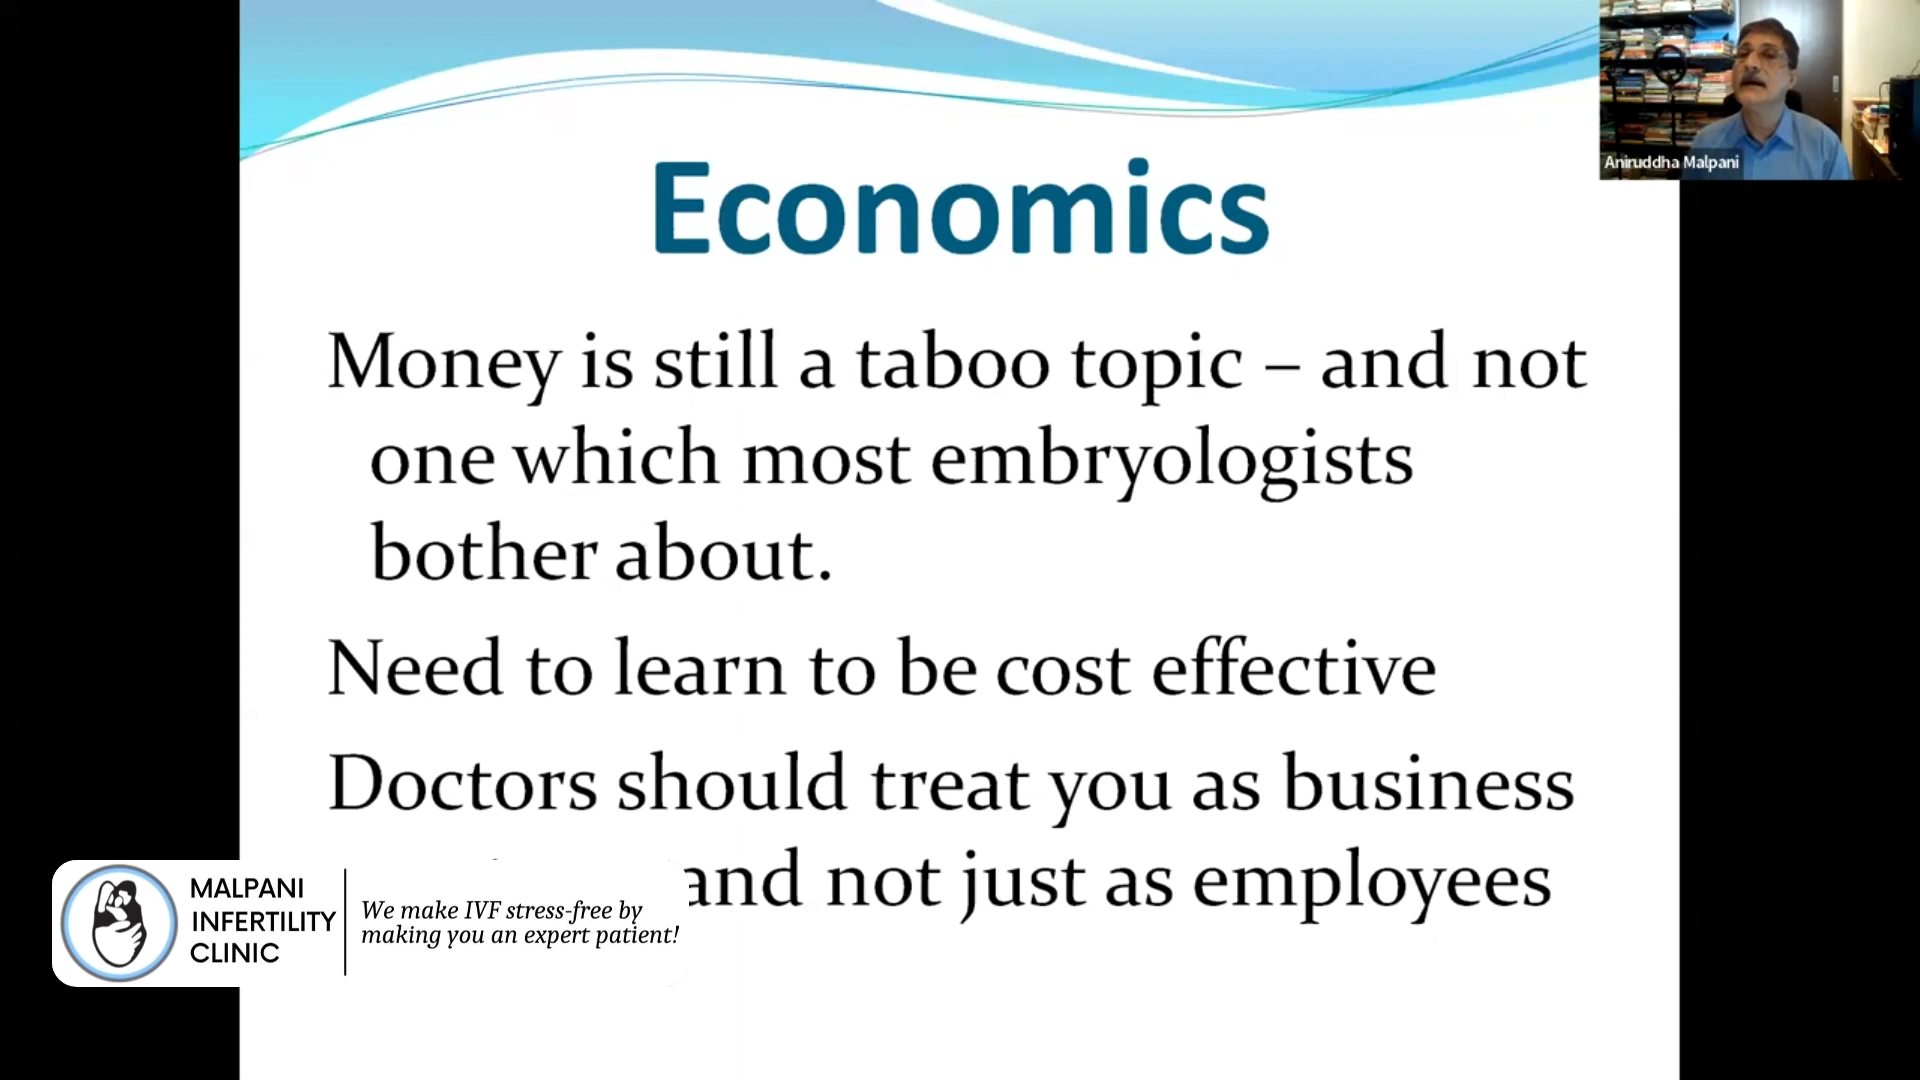 Aniruddha Malpani
Economics
Money is still a taboo topic – and not
one which most embryologists
bother about.
Need to learn to be cost effective
Doctors should treat you as business
and not just as employees
MALPANI
INFERTILITY
CLINIC
We make IVF stress-free by
making you an expert patient!